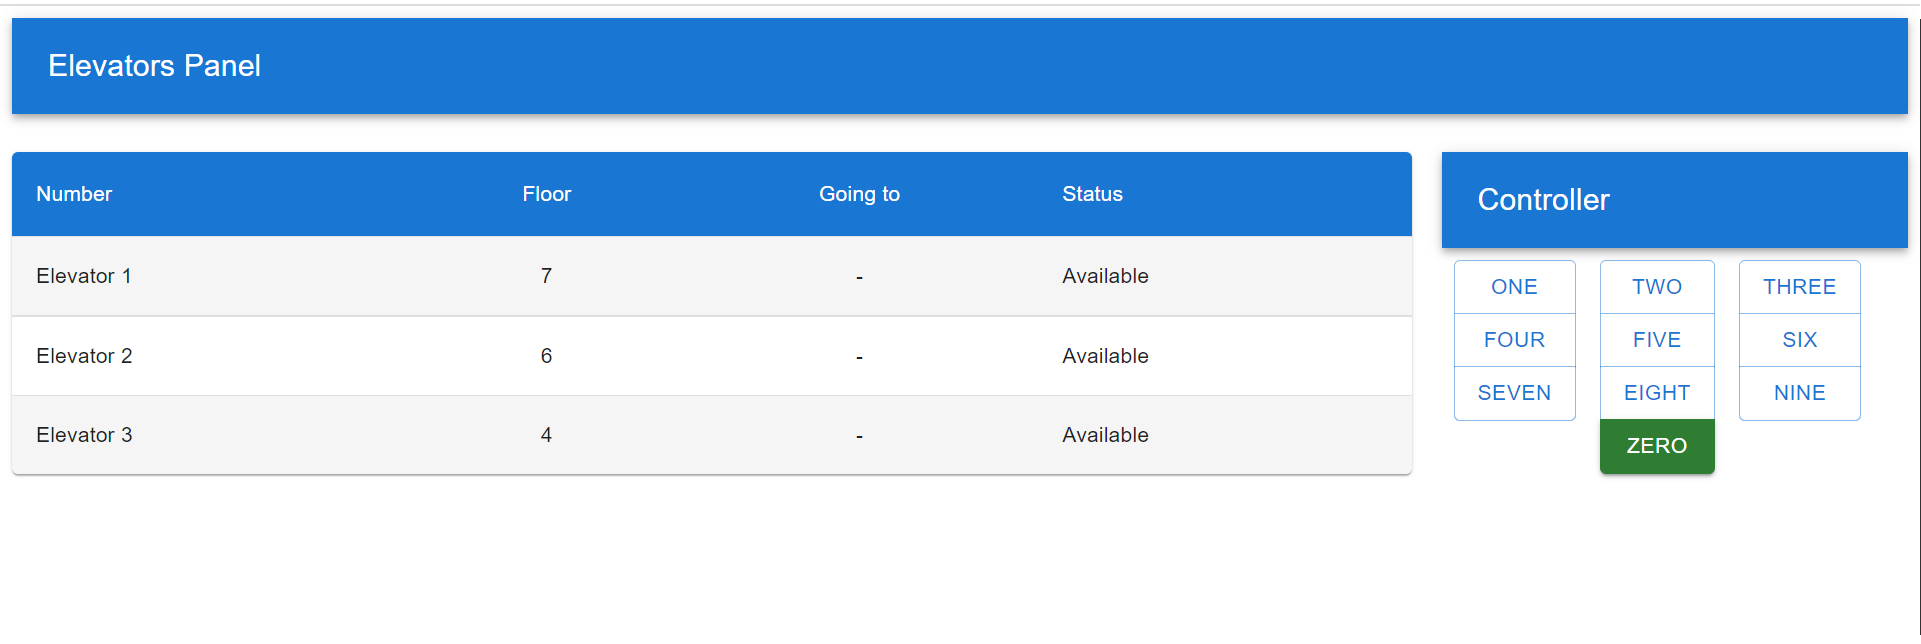 Elevators Panel
Number Floor Going to Status
Elevator 1 7 - Available
Elevator 2 6 - Available
Elevator 3 4 - Available
Controller
ONE TWO THREE
FOUR FIVE SIX
SEVEN EIGHT NINE
ZERO